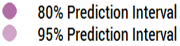 80% Prediction Interval
95% Prediction Interval